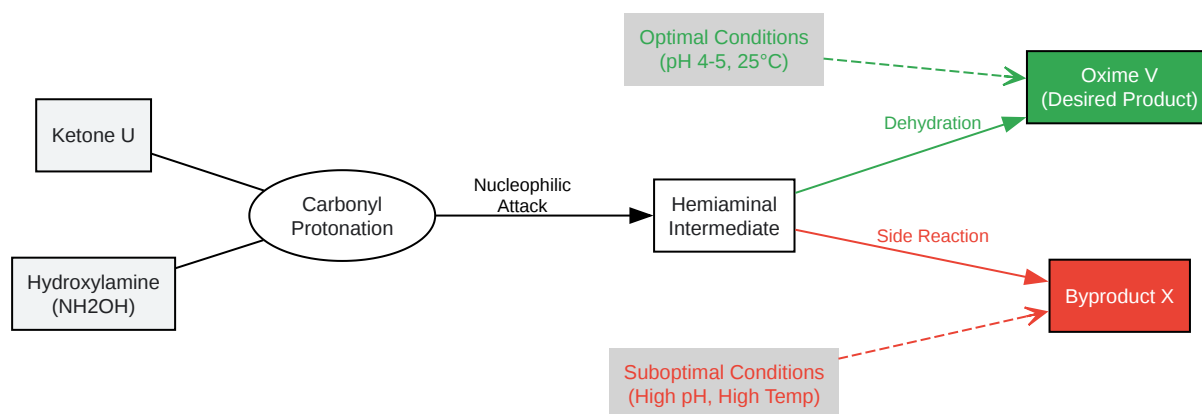 Optimal Conditions
(pH 4-5, 25°C)
Oxime V
(Desired Product)
Dehydration
Ketone U
Nucleophilic
Attack
Carbonyl
Protonation
Hemiaminal
Intermediate
Side Reaction
Hydroxylamine
(NH2OH)
Byproduct X
Suboptimal Conditions
(High pH, High Temp)